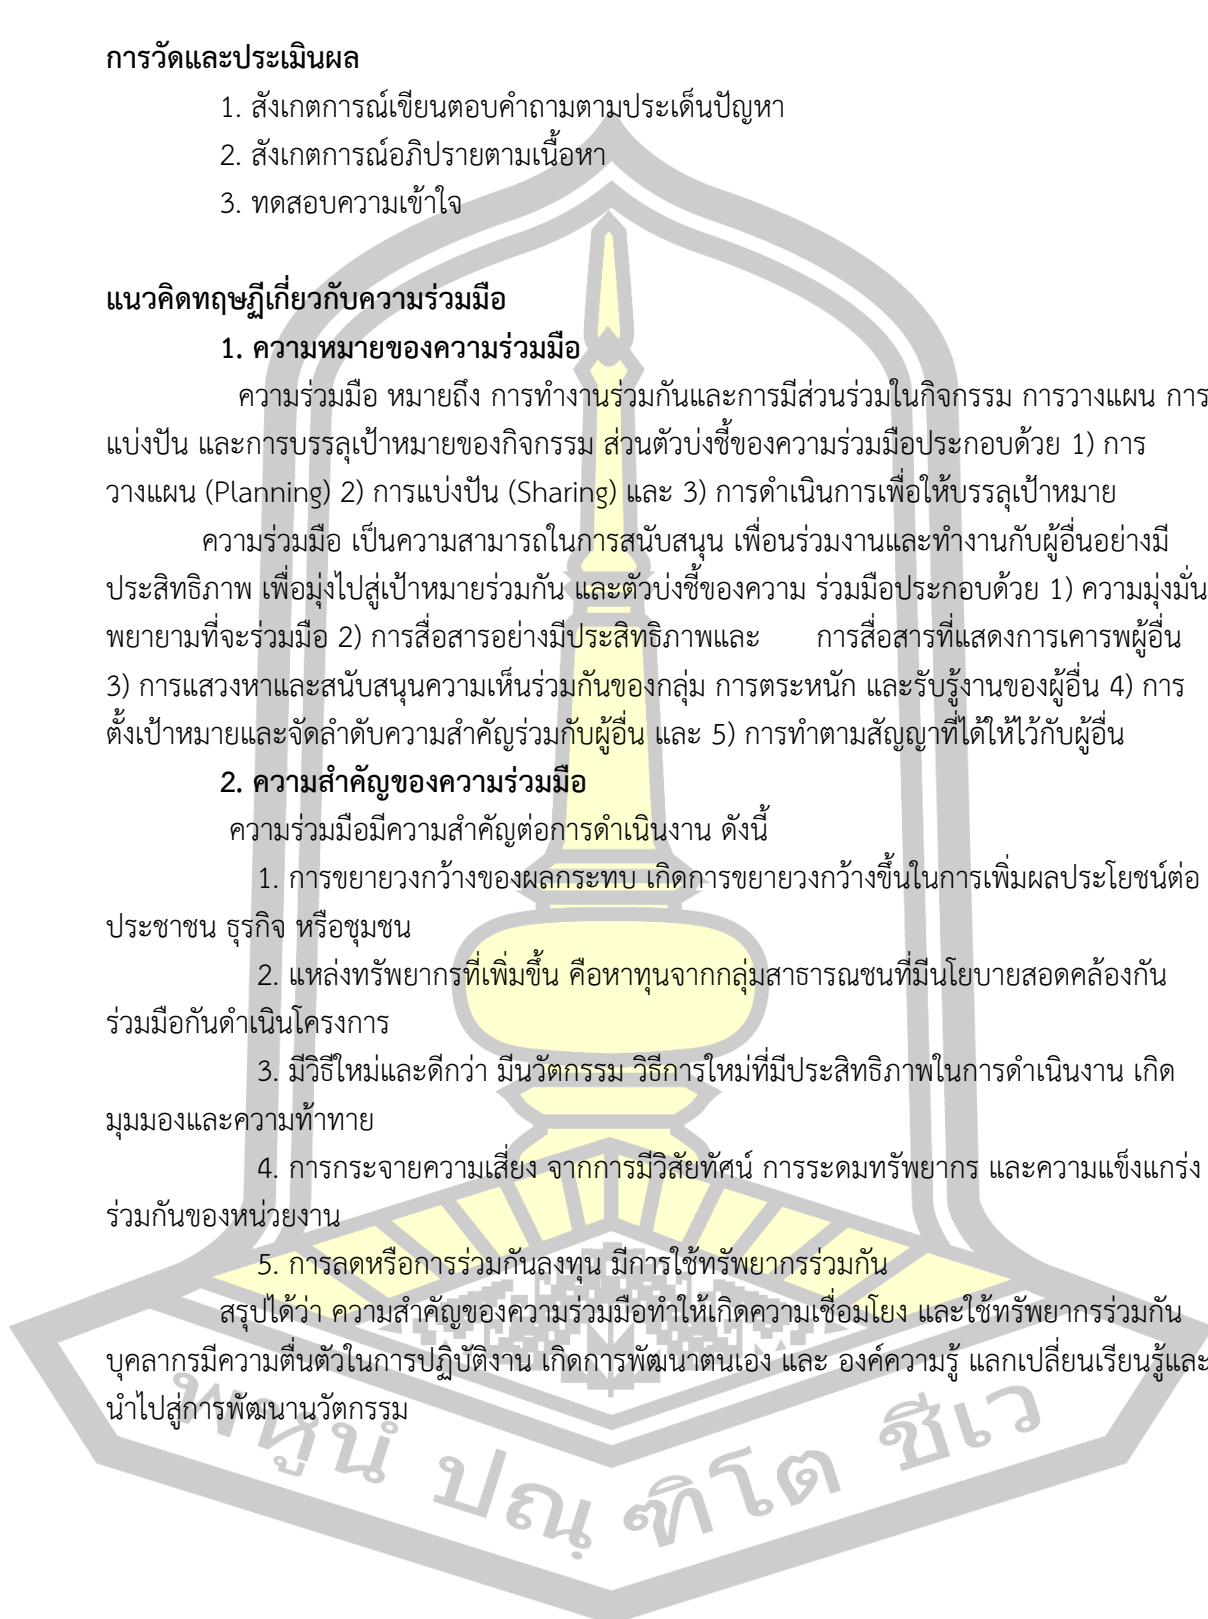 การวัดและประเมินผล
1. สังเกตการณ์เขียนตอบคำถามตามประเด็นปัญหา
2. สังเกตการณ์อภิปรายตามเนื้อหา
3. ทดสอบความเข้าใจ
แนวคิดทฤษฏีเกี่ยวกับความร่วมมือ
1. ความหมายของความร่วมมือ
ความร่วมมือ หมายถึง การทำงานร่วมกันและการมีส่วนร่วมในกิจกรรม การวางแผน การ
แบ่งปัน และการบรรลุเป้าหมายของกิจกรรม ส่วนตัวบ่งชี้ของความร่วมมือประกอบด้วย 1) การ
วางแผน (Planning) 2) การแบ่งปัน (Sharing) และ 3) การดำเนินการเพื่อให้บรรลุเป้าหมาย
ความร่วมมือ เป็นความสามารถในการสนับสนุน เพื่อนร่วมงานและทำงานกับผู้อื่นอย่างมี
ประสิทธิภาพ เพื่อมุ่งไปสู่เป้าหมายร่วมกัน และตัวบ่งชี้ของความ ร่วมมือประกอบด้วย 1) ความมุ่งมั่น
พยายามที่จะร่วมมือ 2) การสื่อสารอย่างมีประสิทธิภาพและ การสื่อสารที่แสดงการเคารพผู้อื่น
3) การแสวงหาและสนับสนุนความเห็นร่วมกันของกลุ่ม การตระหนัก และรับรู้งานของผู้อื่น 4) การ
ตั้งเป้าหมายและจัดลำดับความสำคัญร่วมกับผู้อื่น และ 5) การทำตามสัญญาที่ได้ให้ไว้กับผู้อื่น
2. ความสำคัญของความร่วมมือ
ความร่วมมือมีความสำคัญต่อการดำเนินงาน ดังนี้
1. การขยายวงกว้างของผลกระทบ เกิดการขยายวงกว้างขึ้นในการเพิ่มผลประโยชน์ต่อ
ประชาชน ธุรกิจ หรือชุมชน
2. แหล่งทรัพยากรที่เพิ่มขึ้น คือหาทุนจากกลุ่มสาธารณชนที่มีนโยบายสอดคล้องกัน
ร่วมมือกันดำเนินโครงการ
3. มีวิธีใหม่และดีกว่า มีนวัตกรรม วิธีการใหม่ที่มีประสิทธิภาพในการดำเนินงาน เกิด
มุมมองและความท้าทาย
4. การกระจายความเสี่ยง จากการมีวิสัยทัศน์ การระดมทรัพยากร และความแข็งแกร่ง
ร่วมกันของหน่วยงาน
5. การลดหรือการร่วมกันลงทุน มีการใช้ทรัพยากรร่วมกัน
สรุปได้ว่า ความสำคัญของความร่วมมือทำให้เกิดความเชื่อมโยง และใช้ทรัพยากรร่วมกัน
บุคลากรมีความตื่นตัวในการปฏิบัติงาน เกิดการพัฒนาตนเอง และ องค์ความรู้ แลกเปลี่ยนเรียนรู้และ
นำไปสู่การพัฒนานวัตกรรม
พหูนํ ปณฺฑิโต ชีเว